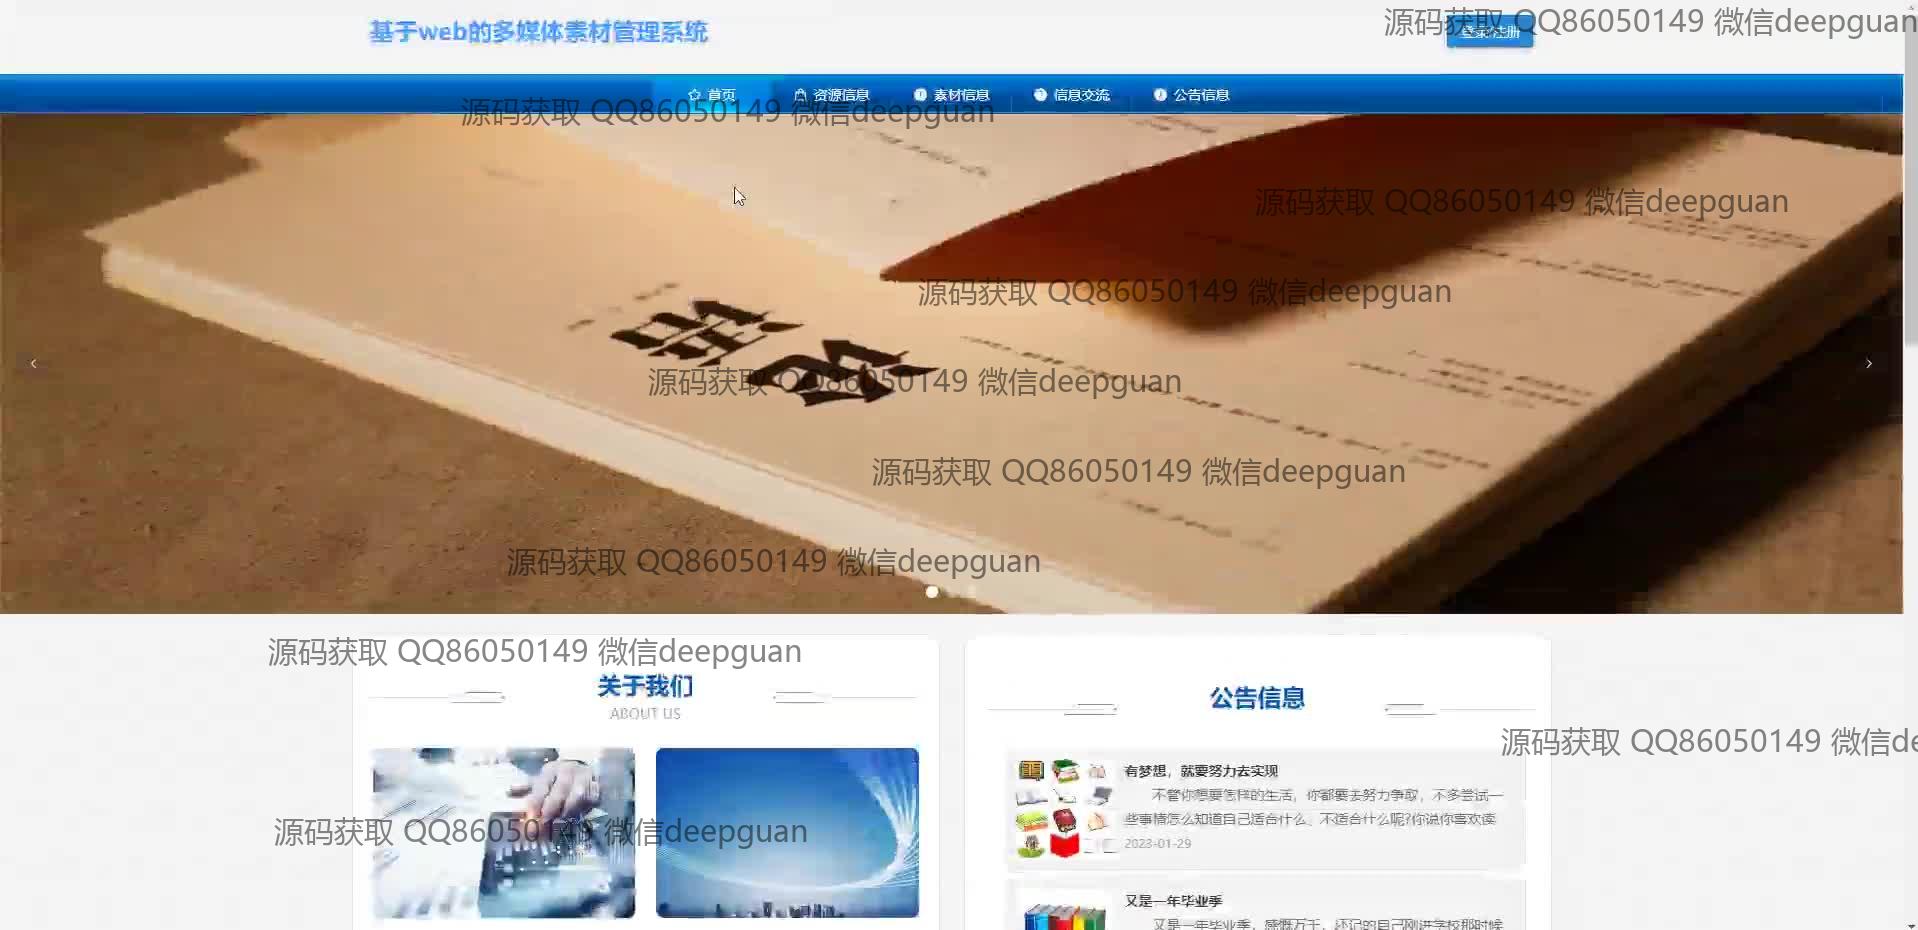 基于web的多媒体素材管理系统
源码获取 QQ86050149 微信deepguan
登录/注册
首页
资源信息
素材信息
信息交流
公告信息
源码获取 QQ86050149 微信deepguan
源码获取 QQ86050149 微信deepguan
源码获取 QQ86050149 微信deepguan
源码获取 QQ86050149 微信deepguan
源码获取 QQ86050149 微信deepguan
源码获取 QQ86050149 微信deepguan
源码获取 QQ86050149 微信deepguan
关于我们
ABOUT US
公告信息
源码获取 QQ86050149 微信de
有梦想，就要努力去实现
不管你想要怎样的生活，你都要去努力争取，不多尝试一
些事情怎么知道自己适合什么、不适合什么呢?你说你喜欢读
2023-01-29
源码获取 QQ86050149 微信deepguan
又是一年毕业季
又是一年毕业季，感慨万千，还记的自己刚进学校那时候